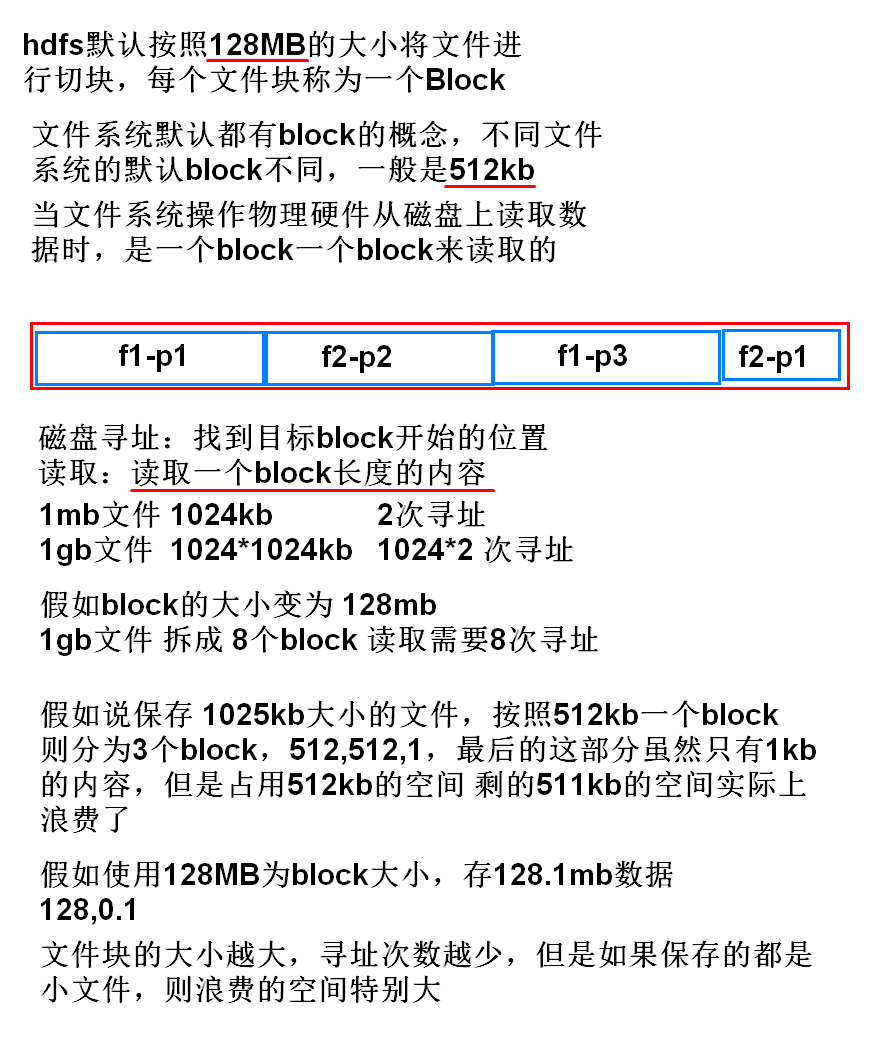 hdfs默认按照128MB的大小将文件进
行切块，每个文件块称为一个Block
文件系统默认都有block的概念，不同文件
系统的默认block不同，一般是512kb
当文件系统操作物理硬件从磁盘上读取数
据时，是一个block一个block来读取的
f1-p1 f2-p2 f1-p3 f2-p1
磁盘寻址：找到目标block开始的位置
读取：读取一个block长度的内容
1mb文件 1024kb 2次寻址
1gb文件 1024*1024kb 1024*2 次寻址
假如block的大小变为 128mb
1gb文件 拆成 8个block 读取需要8次寻址
假如说保存 1025kb大小的文件，按照512kb一个block
则分为3个block，512,512,1，最后的这部分虽然只有1kb
的内容，但是占用512kb的空间 剩的511kb的空间实际上
浪费了
假如使用128MB为block大小，存128.1mb数据
128,0.1
文件块的大小越大，寻址次数越少，但是如果保存的都是
小文件，则浪费的空间特别大